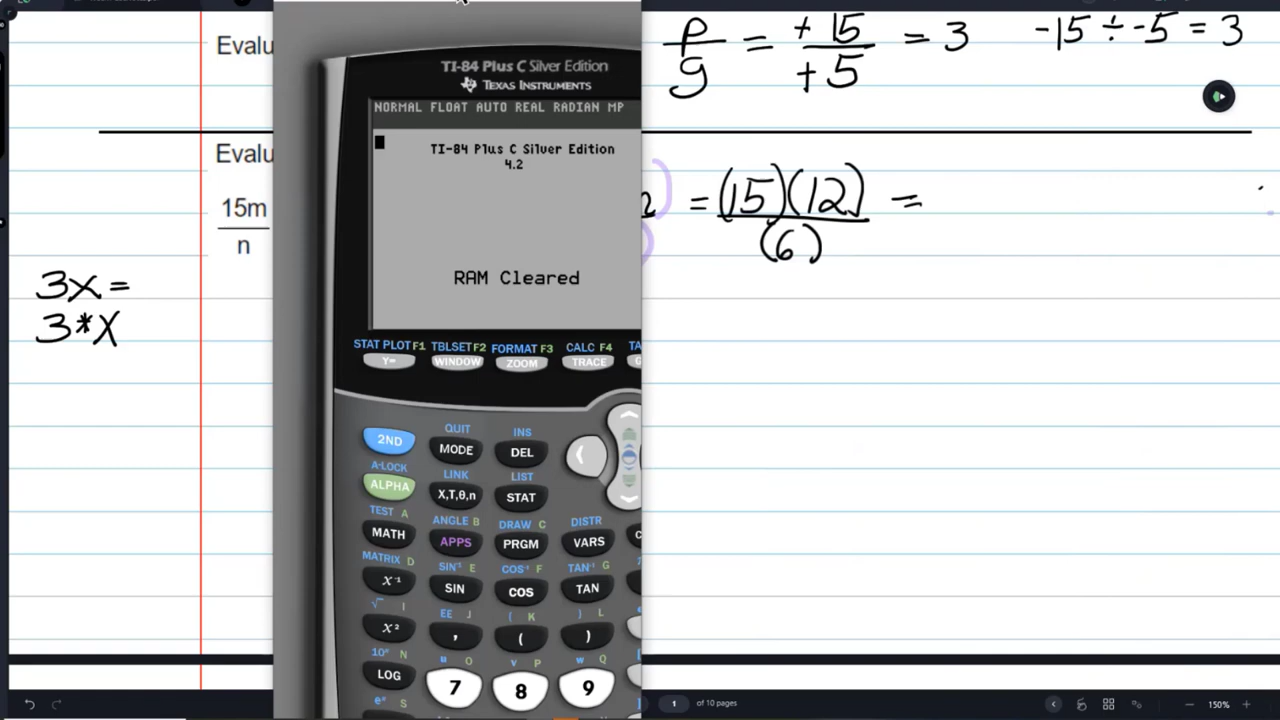 Evalu
p/g = +15/+5 = 3
-15 ÷ -5 = 3
Evalu
15m
n
= (15)(12)/(6) =
3x =
3*x
TI-84 Plus C Silver Edition
TEXAS INSTRUMENTS
NORMAL FLOAT AUTO REAL RADIAN MP
TI-84 Plus C Silver Edition
4.2
RAM Cleared
STAT PLOT F1 TBLSET F2 FORMAT F3 CALC F4 TA
Y= WINDOW ZOOM TRACE G
QUIT INS
2ND MODE DEL
A-LOCK LINK LIST
ALPHA X,T,θ,n STAT
TEST A ANGLE B DRAW C DISTR
MATH APPS PRGM VARS C
MATRIX D SIN⁻¹ E COS⁻¹ F TAN⁻¹ G
X⁻¹ SIN COS TAN
√ I EE J { K } L
X² , ( )
10ˣ N u O v P w Q
LOG 7 8 9
eˣ S
1 of 10 pages
150%